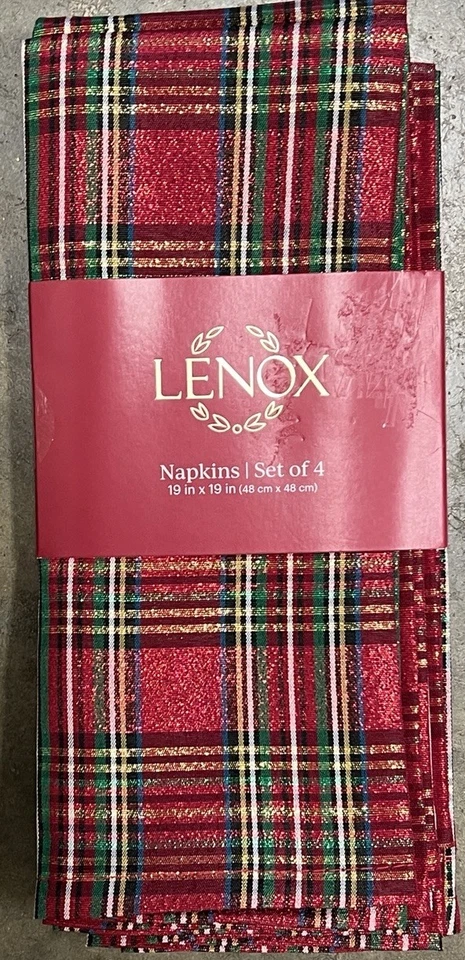 LENOX
Napkins | Set of 4
19 in x 19 in (48 cm x 48 cm)